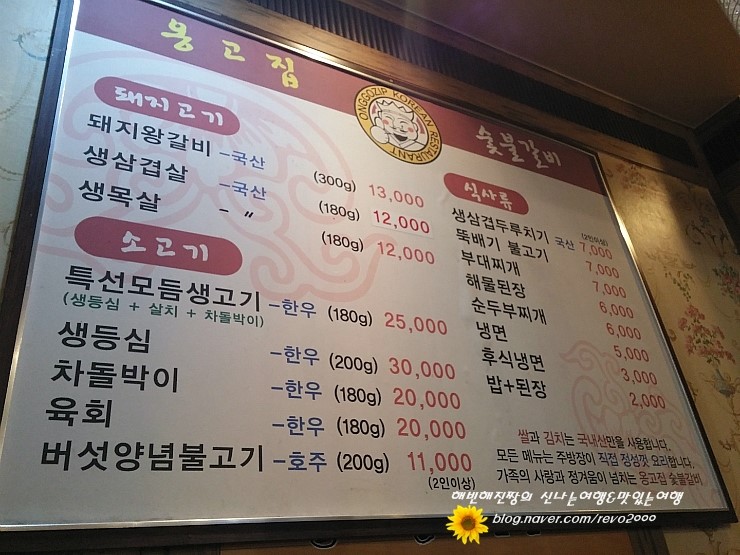 옹고집
ONGGOZIP KOREAN RESTAURANT
숯불갈비
돼지고기
돼지왕갈비 -국산 (300g) 13,000
생삼겹살 -국산 (180g) 12,000
생목살 - 〃 (180g) 12,000
소고기
특선모듬생고기 -한우 (180g) 25,000
(생등심 + 살치 + 차돌박이)
생등심 -한우 (200g) 30,000
차돌박이 -한우 (180g) 20,000
육회 -한우 (180g) 20,000
버섯양념불고기 -호주 (200g) 11,000
(2인이상)
식사류
생삼겹두루치기 국산 (2인이상) 7,000
뚝배기 불고기 7,000
부대찌개 7,000
해물된장 6,000
순두부찌개 6,000
냉면 5,000
후식냉면 3,000
밥+된장 2,000
쌀과 김치는 국내산만을 사용합니다.
모든 메뉴는 주방장이 직접 정성껏 요리합니다.
가족의 사랑과 정겨움이 넘치는 옹고집 숯불갈비
해빈해진짱의 신나는여행&맛있는여행
blog.naver.com/revo2000